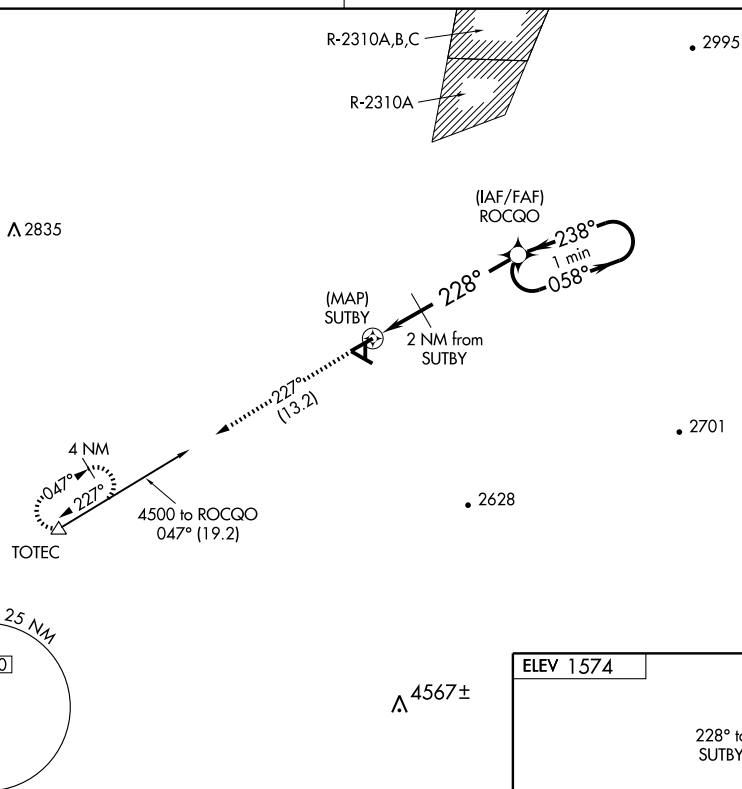 R-2310A,B,C
2995
R-2310A
(IAF/FAF)
ROCQO
2835
238°
1 min
058°
228°
(MAP)
SUTBY
2 NM from
SUTBY
227°
(13.2)
2701
4 NM
047°
227°
2628
4500 to ROCQO
047° (19.2)
TOTEC
25 NM
ELEV 1574
4567±
228° to
SUTBY